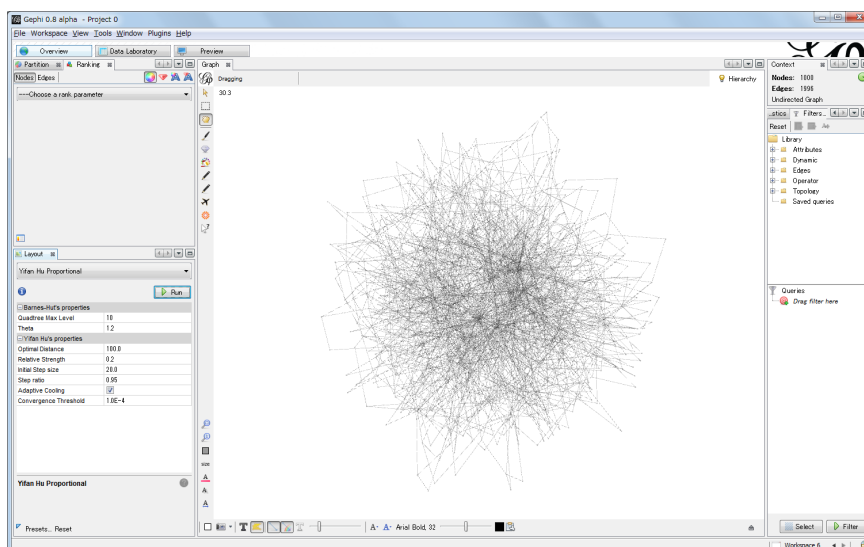 Gephi 0.8 alpha - Project 0
File Workspace View Tools Window Plugins Help
Overview Data Laboratory Preview
Partition Ranking
Nodes Edges
---Choose a rank parameter
Layout
Yifan Hu Proportional
Run
Barnes-Hut's properties
Quadtree Max Level 10
Theta 1.2
Yifan Hu's properties
Optimal Distance 100.0
Relative Strength 0.2
Initial Step size 20.0
Step ratio 0.95
Adaptive Cooling
Convergence Threshold 1.0E-4
Yifan Hu Proportional
Presets... Reset
Graph
Dragging
Hierarchy
30.3
size
A
A
A
T T A- A- Arial Bold, 32
Context
Nodes: 1000
Edges: 1996
Undirected Graph
..stics Filters..
Reset
Library
Attributes
Dynamic
Edges
Operator
Topology
Saved queries
Queries
Drag filter here
Select Filter
Workspace 6